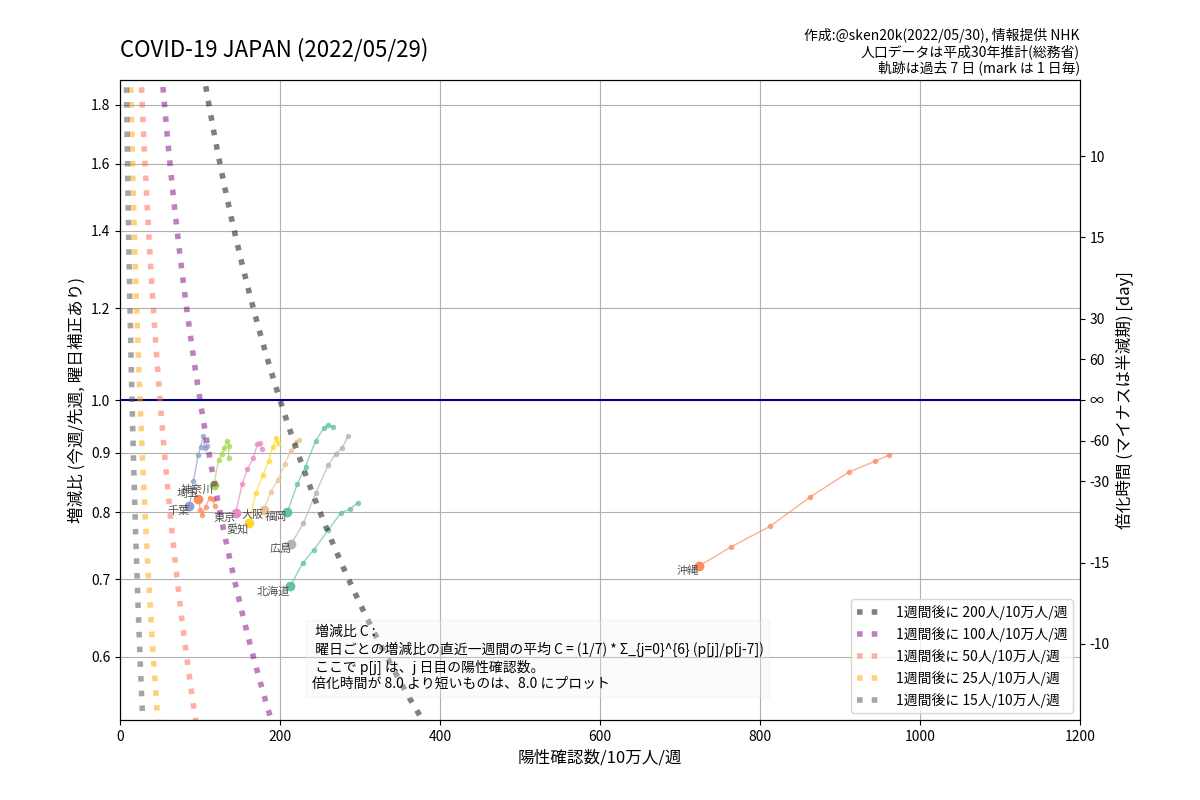 COVID-19 JAPAN (2022/05/29)
作成:@sken20k(2022/05/30), 情報提供 NHK
人口データは平成30年推計(総務省)
軌跡は過去 7 日 (mark は 1 日毎)
増減比 (今週/先週, 曜日補正あり)
1.8
1.6
1.4
1.2
1.0
0.9
0.8
0.7
0.6
10
15
30
60
∞
-60
-30
-15
-10
倍化時間 (マイナスは半減期) [day]
神奈川
埼玉
千葉
東京
大阪
福岡
愛知
広島
北海道
沖縄
増減比 C :
曜日ごとの増減比の直近一週間の平均 C = (1/7) * Σ_{j=0}^{6} (p[j]/p[j-7])
ここで p[j] は、j 日目の陽性確認数。
倍化時間が 8.0 より短いものは、8.0 にプロット
1週間後に 200人/10万人/週
1週間後に 100人/10万人/週
1週間後に 50人/10万人/週
1週間後に 25人/10万人/週
1週間後に 15人/10万人/週
0
200
400
600
800
1000
1200
陽性確認数/10万人/週